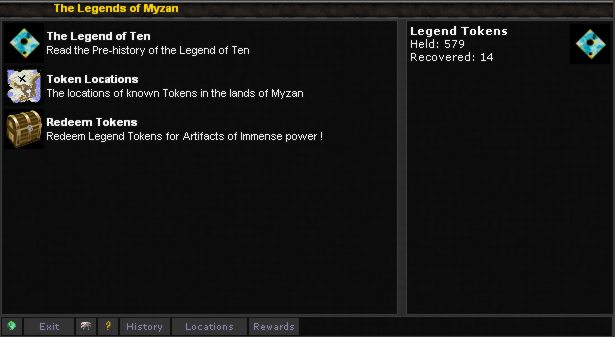 The Legends of Myzan
The Legend of Ten
Read the Pre-history of the Legend of Ten
Token Locations
The locations of known Tokens in the lands of Myzan
Redeem Tokens
Redeem Legend Tokens for Artifacts of Immense power !
Legend Tokens
Held: 579
Recovered: 14
Exit ? History Locations Rewards